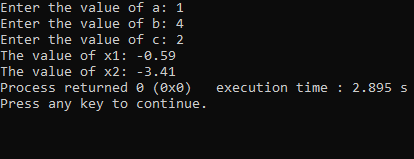 Enter the value of a: 1
Enter the value of b: 4
Enter the value of c: 2
The value of x1: -0.59
The value of x2: -3.41
Process returned 0 (0x0)   execution time : 2.895 s
Press any key to continue.